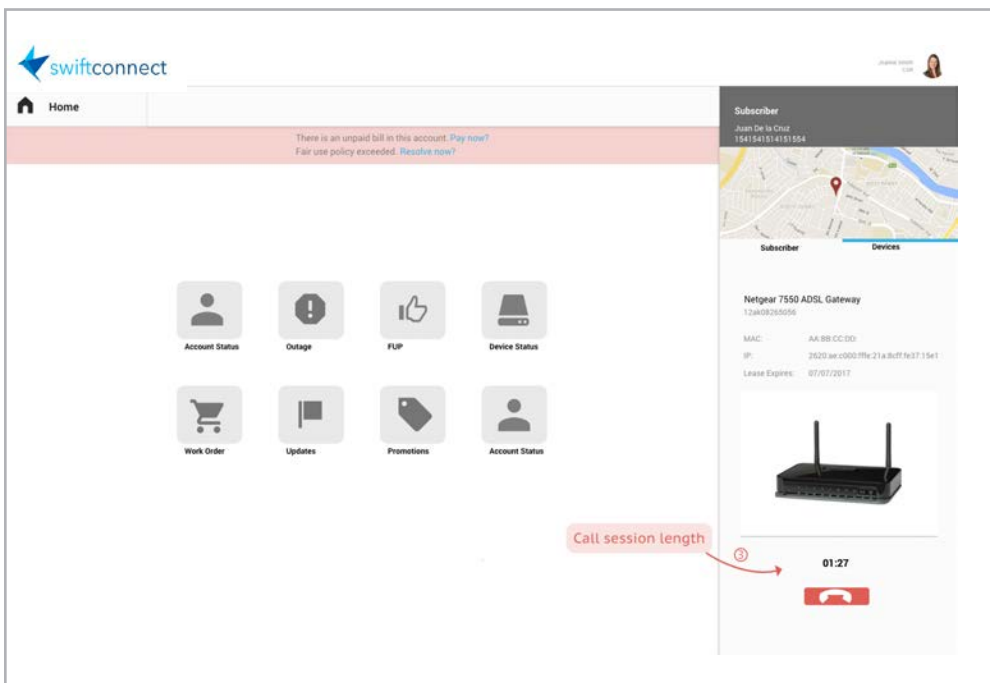 swiftconnect
CSR
Home
There is an unpaid bill in this account. Pay now?
Fair use policy exceeded. Resolve now?
Subscriber
Juan De la Cruz
1541541514151554
Subscriber
Devices
Netgear 7550 ADSL Gateway
12ak08265056
MAC: AA:BB:CC:DD:
IP: 2620:ae:c000:fffe:21a:8cff:fe37:15e1
Lease Expires: 07/07/2017
Account Status
Outage
FUP
Device Status
Work Order
Updates
Promotions
Account Status
Call session length
③
01:27